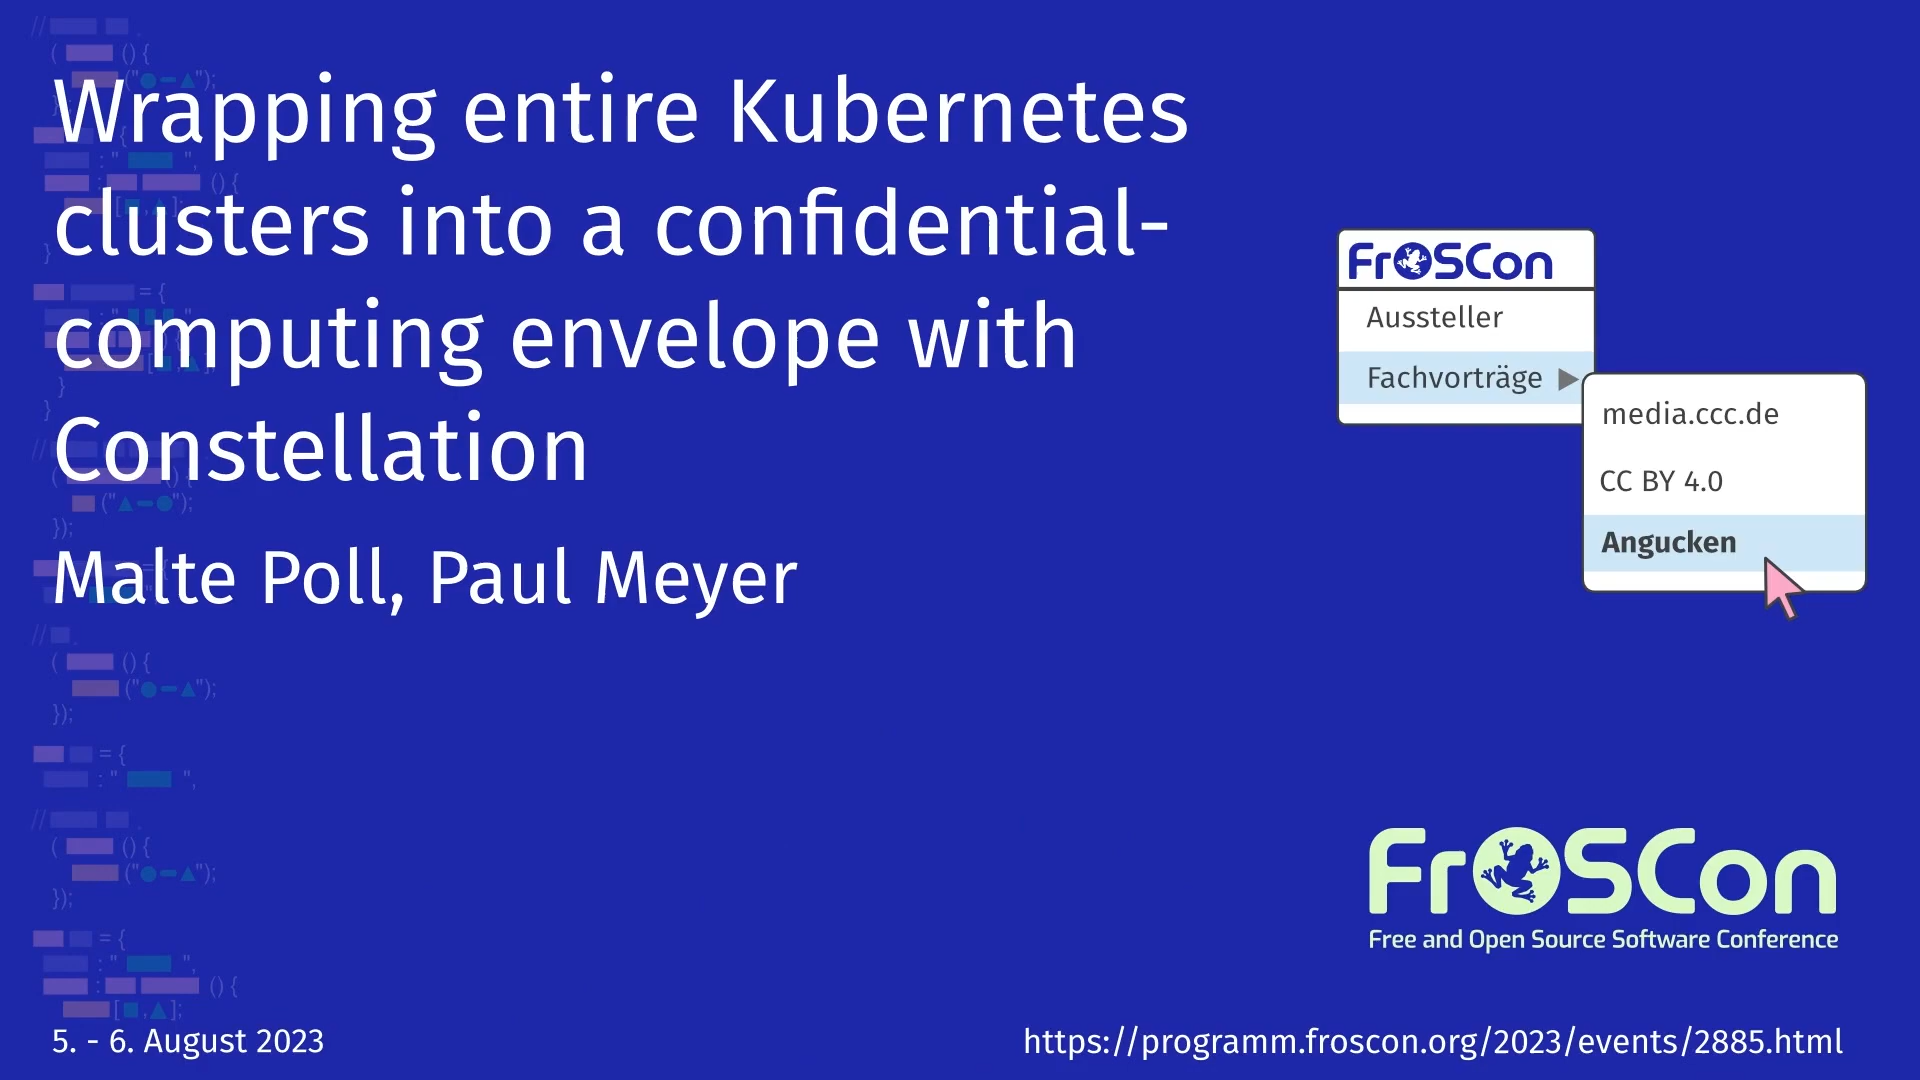 Wrapping entire Kubernetes
clusters into a confidential-
computing envelope with
Constellation
Malte Poll, Paul Meyer
FrOSCon
Aussteller
Fachvorträge
media.ccc.de
CC BY 4.0
Angucken
FrOSCon
Free and Open Source Software Conference
5. - 6. August 2023
https://programm.froscon.org/2023/events/2885.html